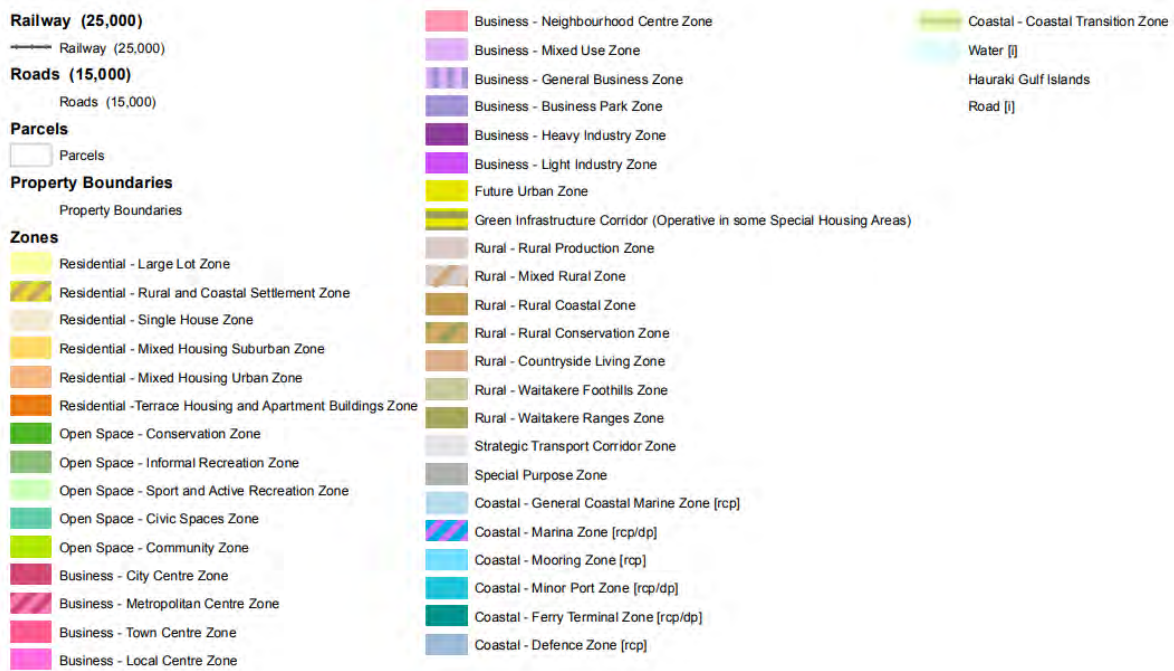 Railway (25,000)
Railway (25,000)
Roads (15,000)
Roads (15,000)
Parcels
Parcels
Property Boundaries
Property Boundaries
Zones
Residential - Large Lot Zone
Residential - Rural and Coastal Settlement Zone
Residential - Single House Zone
Residential - Mixed Housing Suburban Zone
Residential - Mixed Housing Urban Zone
Residential -Terrace Housing and Apartment Buildings Zone
Open Space - Conservation Zone
Open Space - Informal Recreation Zone
Open Space - Sport and Active Recreation Zone
Open Space - Civic Spaces Zone
Open Space - Community Zone
Business - City Centre Zone
Business - Metropolitan Centre Zone
Business - Town Centre Zone
Business - Local Centre Zone
Business - Neighbourhood Centre Zone
Business - Mixed Use Zone
Business - General Business Zone
Business - Business Park Zone
Business - Heavy Industry Zone
Business - Light Industry Zone
Future Urban Zone
Green Infrastructure Corridor (Operative in some Special Housing Areas)
Rural - Rural Production Zone
Rural - Mixed Rural Zone
Rural - Rural Coastal Zone
Rural - Rural Conservation Zone
Rural - Countryside Living Zone
Rural - Waitakere Foothills Zone
Rural - Waitakere Ranges Zone
Strategic Transport Corridor Zone
Special Purpose Zone
Coastal - General Coastal Marine Zone [rcp]
Coastal - Marina Zone [rcp/dp]
Coastal - Mooring Zone [rcp]
Coastal - Minor Port Zone [rcp/dp]
Coastal - Ferry Terminal Zone [rcp/dp]
Coastal - Defence Zone [rcp]
Coastal - Coastal Transition Zone
Water [i]
Hauraki Gulf Islands
Road [i]